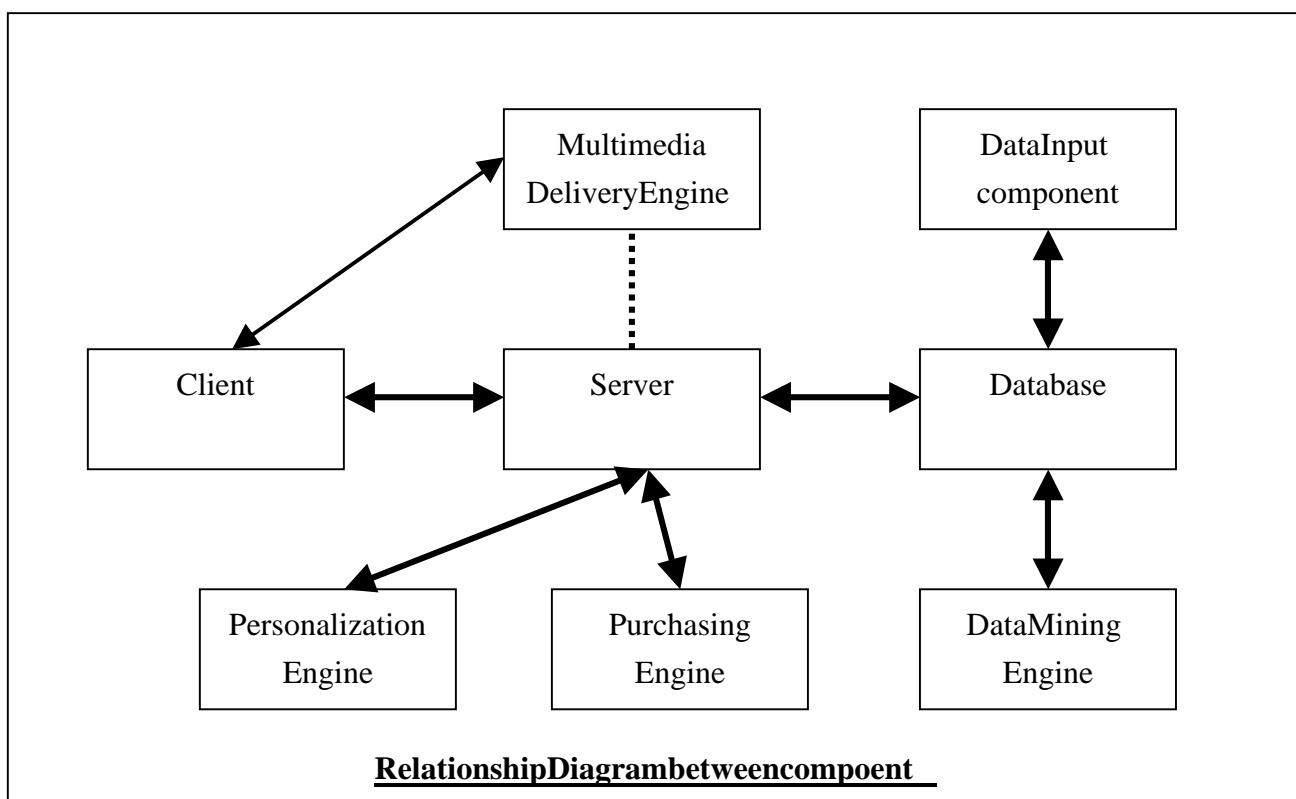 Multimedia
DeliveryEngine
DataInput
component
Client
Server
Database
Personalization
Engine
Purchasing
Engine
DataMining
Engine
RelationshipDiagrambetweencompoent